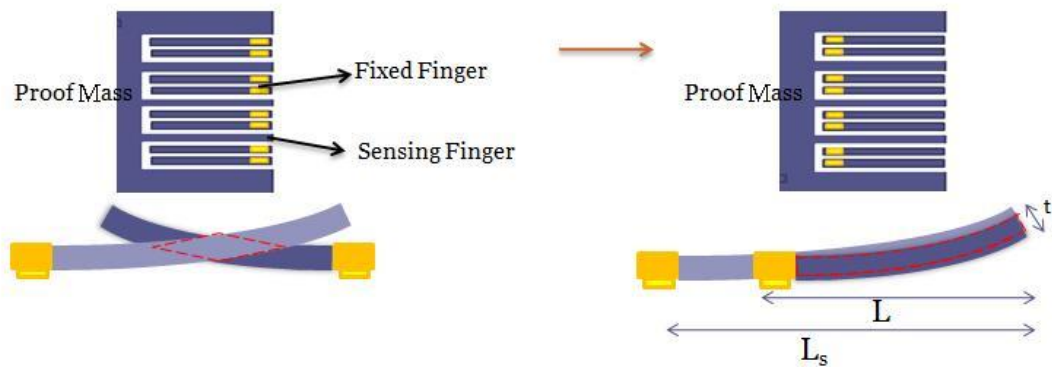 Fixed Finger
Proof Mass
Sensing Finger
Proof Mass
t
L
Ls